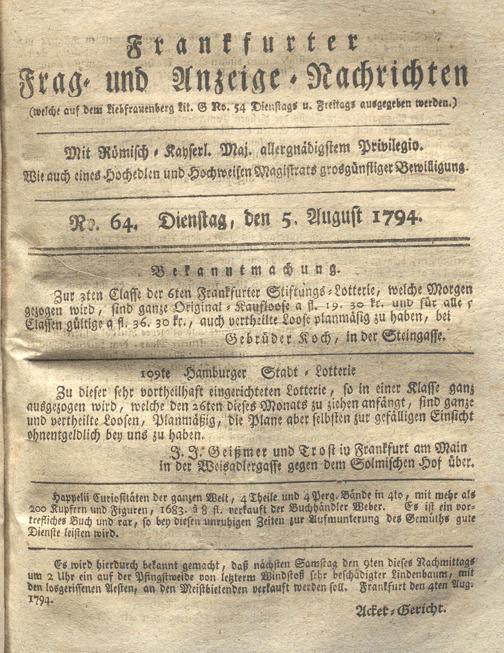 Frankfurter
Frag- und Anzeige-Nachrichten
(welche auf dem Liebfrauenberg Lit. G No. 54 Dienstags u. Freitags ausgegeben werden.)
Mit Römisch-Kayserl. Maj. allergnädigstem Privilegio.
Wie auch eines Hochedlen und Hochweisen Magistrats grosgünstiger Bewilligung.
No. 64. Dienstag, den 5. August 1794.
Bekanntmachung.
Zur 3ten Classe der 6ten Frankfurter Stiftungs-Lotterie, welche Morgen
gezogen wird, sind ganze Original-Kaufloose a fl. 19. 30 kr. und für alle 5
Classen gültige a fl. 36. 30 kr., auch vertheilte Loose planmäsig zu haben, bei
Gebrüder Koch, in der Steingasse.
109te Hamburger Stadt-Lotterie
Zu dieser sehr vortheilhaft eingerichteten Lotterie, so in einer Klasse ganz
ausgezogen wird, welche den 26ten dieses Monats zu ziehen anfängt, sind ganze
und vertheilte Loosen, Planmäßig, die Plane aber selbsten zur gefälligen Einsicht
ohnentgeldlich bey uns zu haben.
J. J. Geißmer und Trost in Frankfurt am Main
in der Weisadlergasse gegen dem Solmischen Hof über.
Happelii Curiositäten der ganzen Welt, 4 Theile und 4 Perg. Bände in 4to, mit mehr als
200 Kupfern und Figuren, 1683. à 8 fl. verkauft der Buchhändler Weber. Es ist ein vor-
trefliches Buch und rar, so bey diesen unruhigen Zeiten zur Aufmunterung des Gemüths gute
Dienste leisten wird.
Es wird hierdurch bekannt gemacht, daß nächsten Samstag den 9ten dieses Nachmittags
um 2 Uhr ein auf der Pfingstweide von letzterm Windstoß sehr beschädigter Lindenbaum, mit
den losgerissenen Aesten, an den Meistbietenden verkauft werden soll. Frankfurt den 4ten Aug.
1794.
Acker-Gericht.